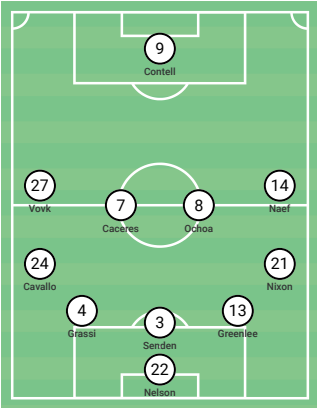 9
Contell
27
Vovk
14
Naef
7
Caceres
8
Ochoa
24
Cavallo
21
Nixon
4
Grassi
13
Greenlee
3
Senden
22
Nelson